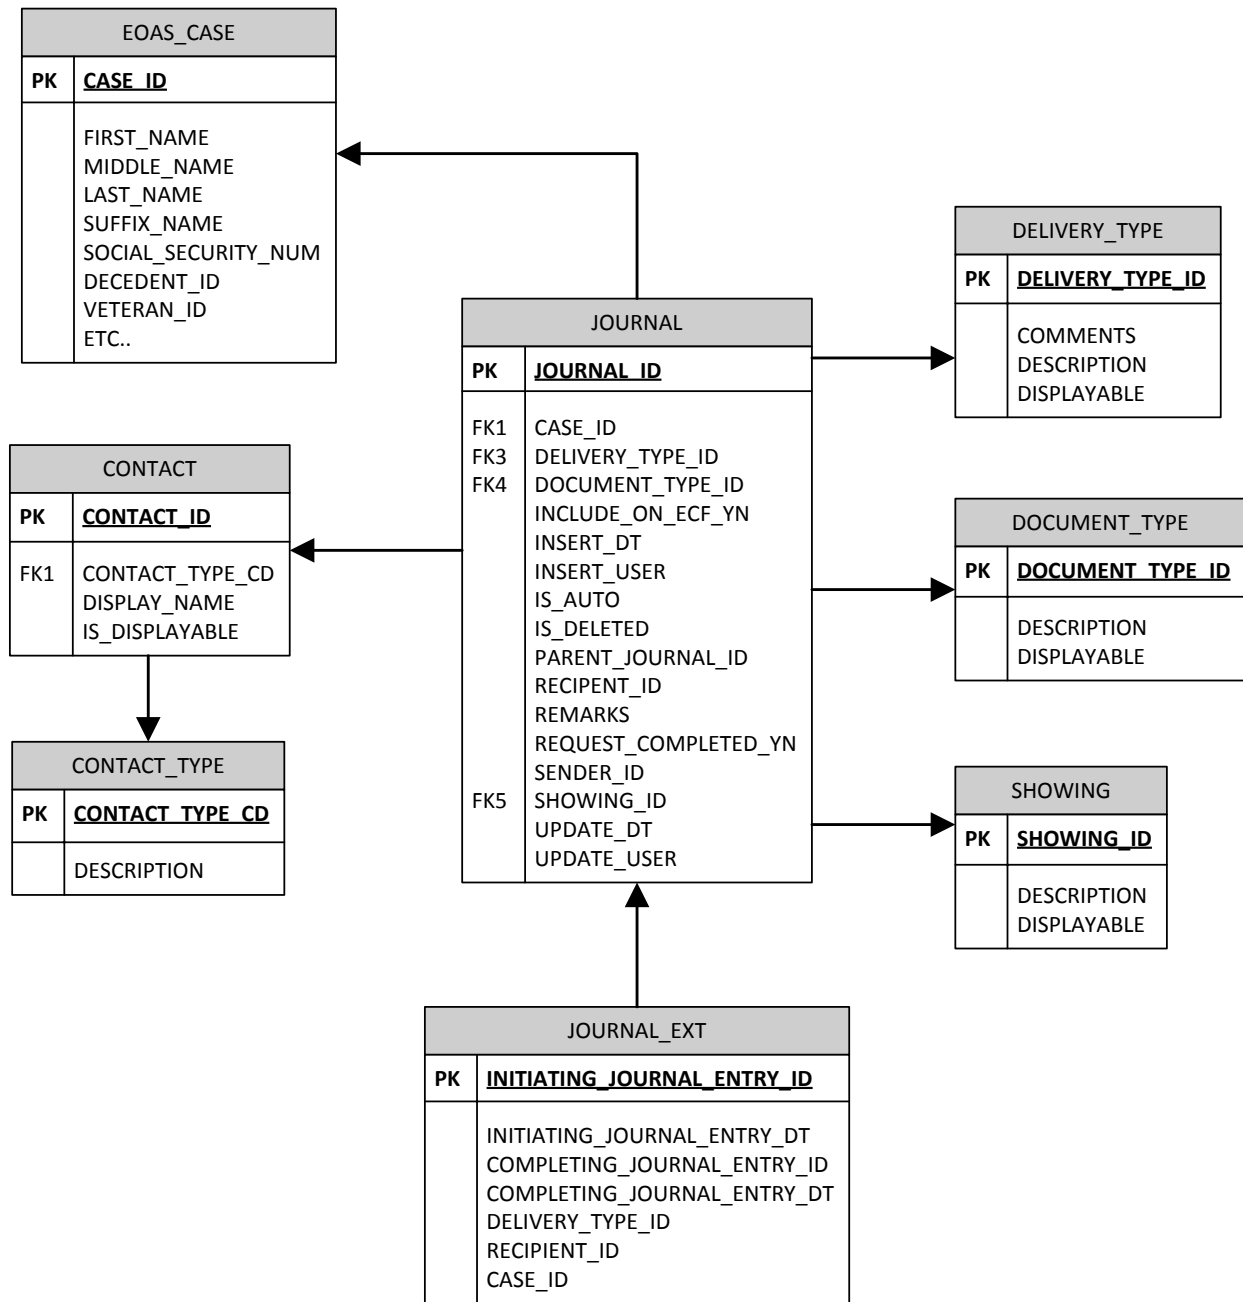 EOAS_CASE
PK CASE_ID
FIRST_NAME
MIDDLE_NAME
LAST_NAME
SUFFIX_NAME
SOCIAL_SECURITY_NUM
DECEDENT_ID
VETERAN_ID
ETC..
DELIVERY_TYPE
PK DELIVERY_TYPE_ID
COMMENTS
DESCRIPTION
DISPLAYABLE
JOURNAL
PK JOURNAL_ID
FK1 CASE_ID
FK3 DELIVERY_TYPE_ID
FK4 DOCUMENT_TYPE_ID
INCLUDE_ON_ECF_YN
INSERT_DT
INSERT_USER
IS_AUTO
IS_DELETED
PARENT_JOURNAL_ID
RECIPENT_ID
REMARKS
REQUEST_COMPLETED_YN
SENDER_ID
FK5 SHOWING_ID
UPDATE_DT
UPDATE_USER
CONTACT
PK CONTACT_ID
FK1 CONTACT_TYPE_CD
DISPLAY_NAME
IS_DISPLAYABLE
DOCUMENT_TYPE
PK DOCUMENT_TYPE_ID
DESCRIPTION
DISPLAYABLE
CONTACT_TYPE
PK CONTACT_TYPE_CD
DESCRIPTION
SHOWING
PK SHOWING_ID
DESCRIPTION
DISPLAYABLE
JOURNAL_EXT
PK INITIATING_JOURNAL_ENTRY_ID
INITIATING_JOURNAL_ENTRY_DT
COMPLETING_JOURNAL_ENTRY_ID
COMPLETING_JOURNAL_ENTRY_DT
DELIVERY_TYPE_ID
RECIPIENT_ID
CASE_ID